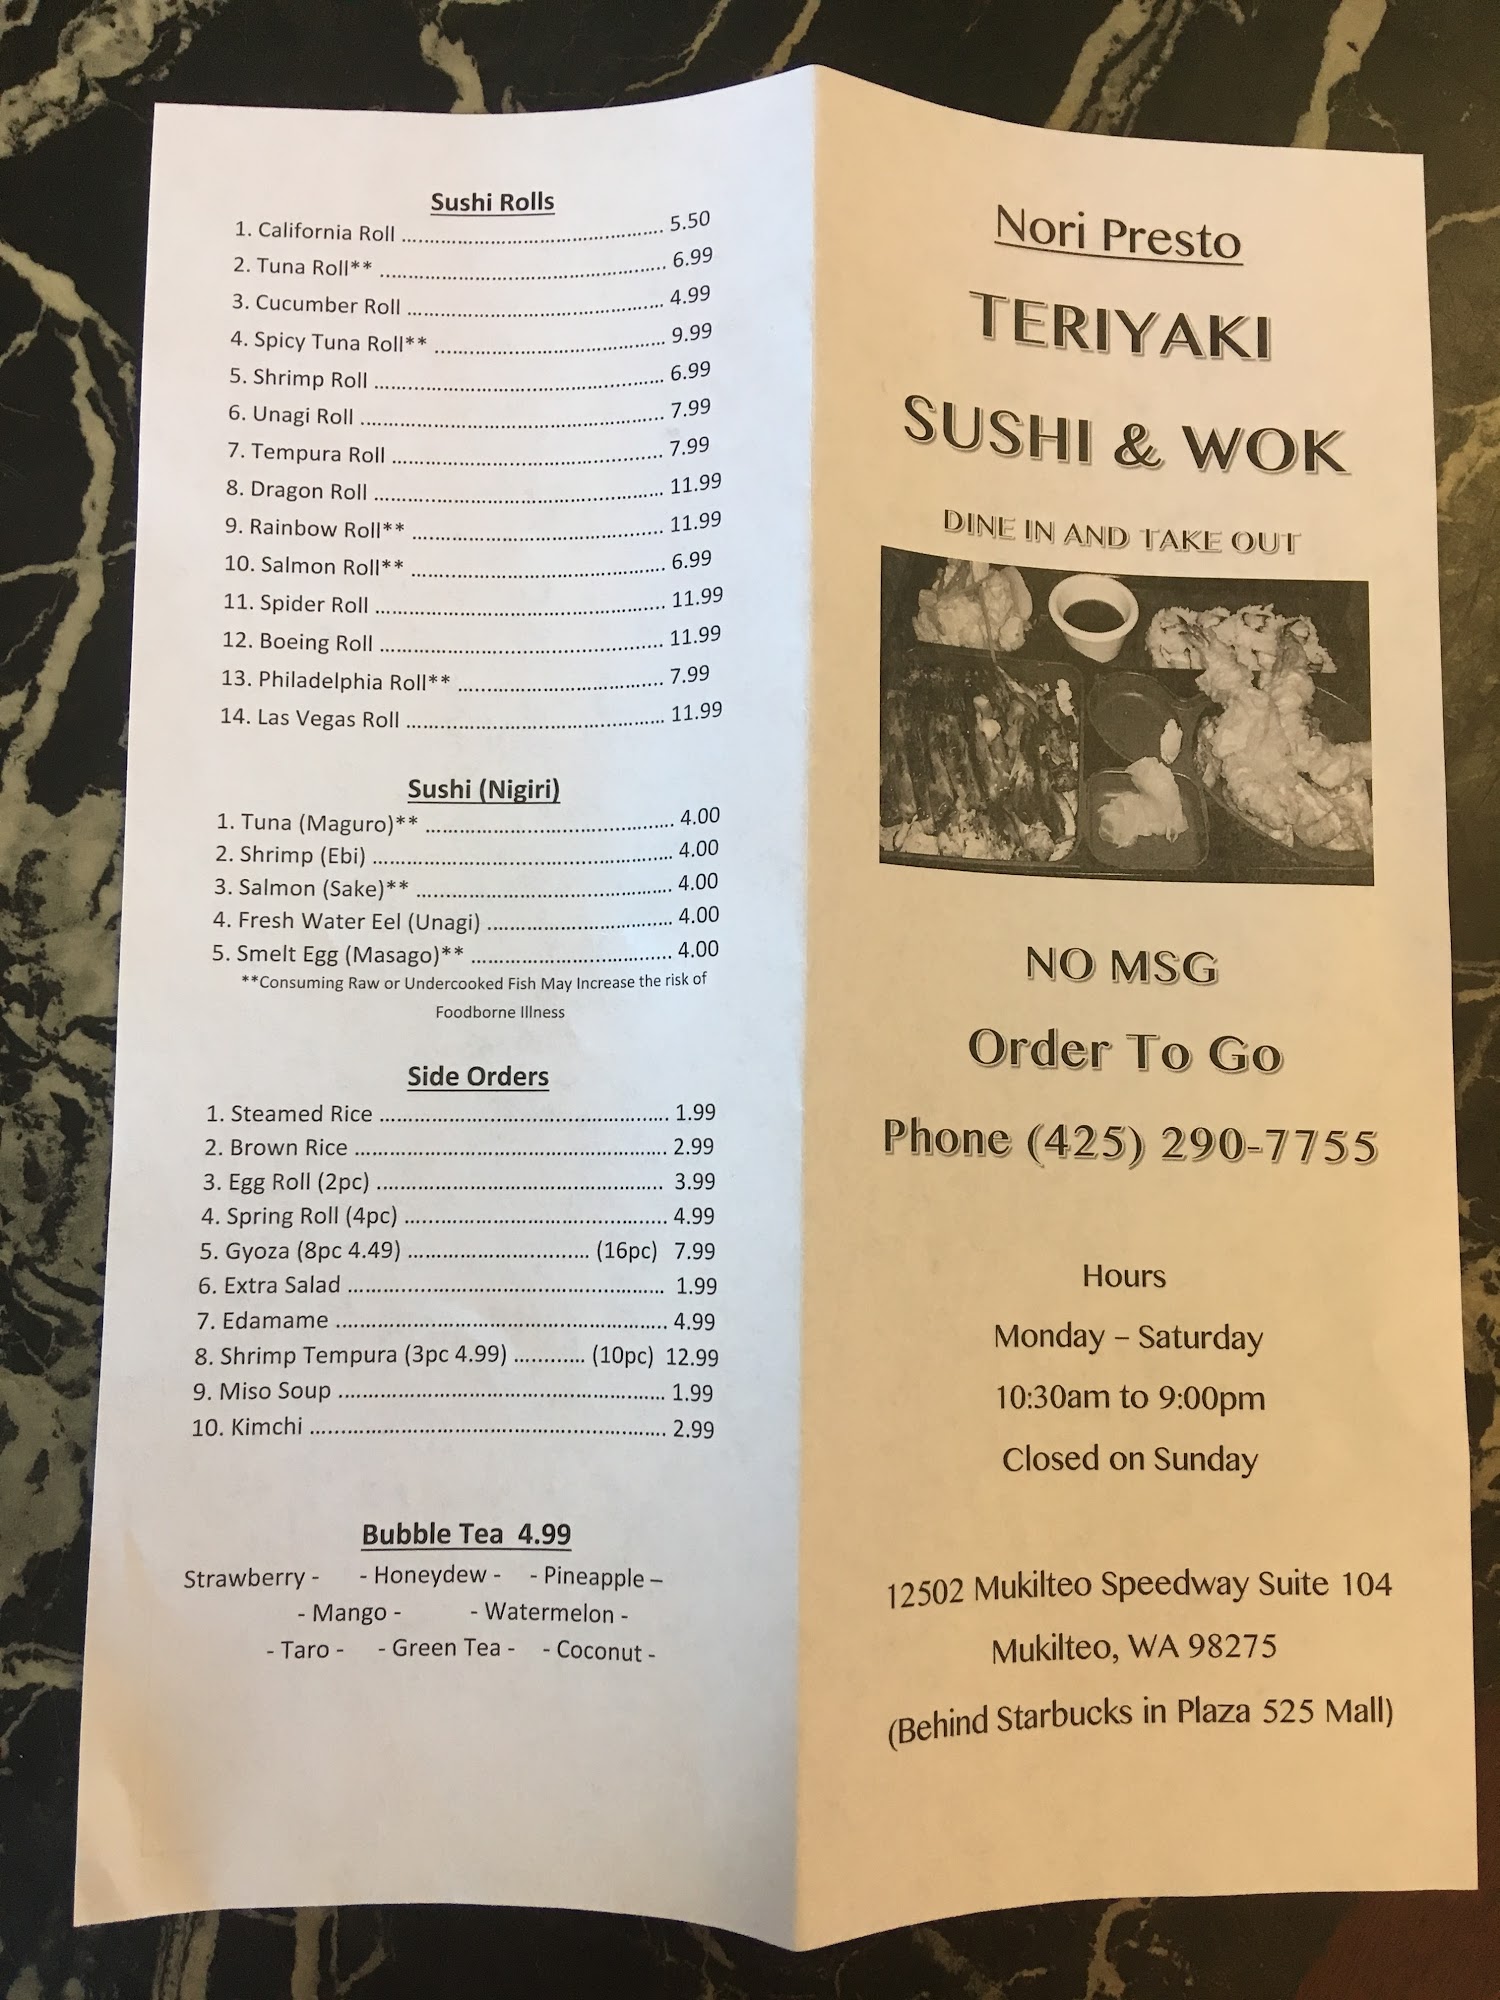 Sushi Rolls
1. California Roll ........................................ 5.50
2. Tuna Roll** ........................................ 6.99
3. Cucumber Roll ........................................ 4.99
4. Spicy Tuna Roll** ........................................ 9.99
5. Shrimp Roll ........................................ 6.99
6. Unagi Roll ........................................ 7.99
7. Tempura Roll ........................................ 7.99
8. Dragon Roll ........................................ 11.99
9. Rainbow Roll** ........................................ 11.99
10. Salmon Roll** ........................................ 6.99
11. Spider Roll ........................................ 11.99
12. Boeing Roll ........................................ 11.99
13. Philadelphia Roll** ........................................ 7.99
14. Las Vegas Roll ........................................ 11.99
Sushi (Nigiri)
1. Tuna (Maguro)** ........................................ 4.00
2. Shrimp (Ebi) ........................................ 4.00
3. Salmon (Sake)** ........................................ 4.00
4. Fresh Water Eel (Unagi) ........................................ 4.00
5. Smelt Egg (Masago)** ........................................ 4.00
**Consuming Raw or Undercooked Fish May Increase the risk of
Foodborne Illness
Side Orders
1. Steamed Rice ........................................ 1.99
2. Brown Rice ........................................ 2.99
3. Egg Roll (2pc) ........................................ 3.99
4. Spring Roll (4pc) ........................................ 4.99
5. Gyoza (8pc 4.49) .............................. (16pc) 7.99
6. Extra Salad ........................................ 1.99
7. Edamame ........................................ 4.99
8. Shrimp Tempura (3pc 4.99) ............ (10pc) 12.99
9. Miso Soup ........................................ 1.99
10. Kimchi ........................................ 2.99
Bubble Tea 4.99
Strawberry - - Honeydew - - Pineapple –
- Mango - - Watermelon -
- Taro - - Green Tea - - Coconut -
Nori Presto
TERIYAKI
SUSHI & WOK
DINE IN AND TAKE OUT
NO MSG
Order To Go
Phone (425) 290-7755
Hours
Monday – Saturday
10:30am to 9:00pm
Closed on Sunday
12502 Mukilteo Speedway Suite 104
Mukilteo, WA 98275
(Behind Starbucks in Plaza 525 Mall)